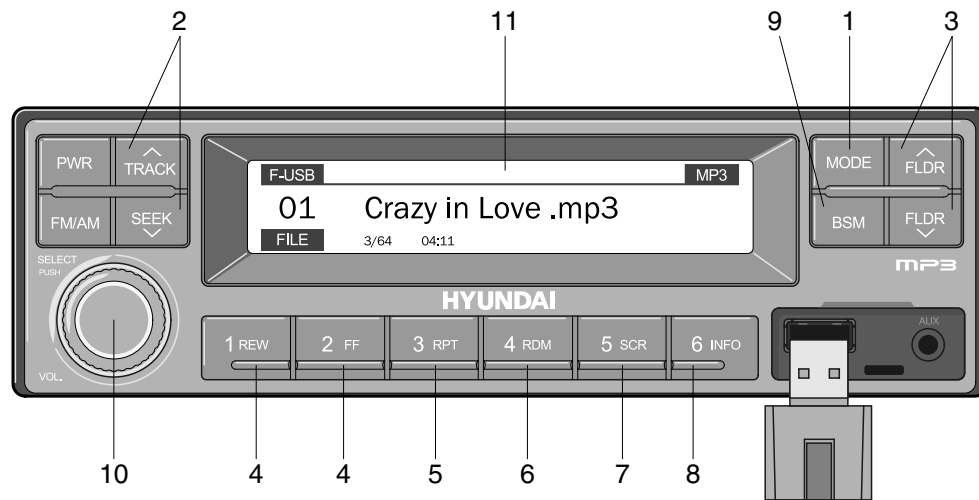 2 11 9 1 3
PWR TRACK
FM/AM SEEK
F-USB MP3
01 Crazy in Love .mp3
FILE 3/64 04:11
MODE FLDR
BSM FLDR
MP3
SELECT
PUSH
VOL.
HYUNDAI
1 REW 2 FF 3 RPT 4 RDM 5 SCR 6 INFO
AUX
10 4 4 5 6 7 8